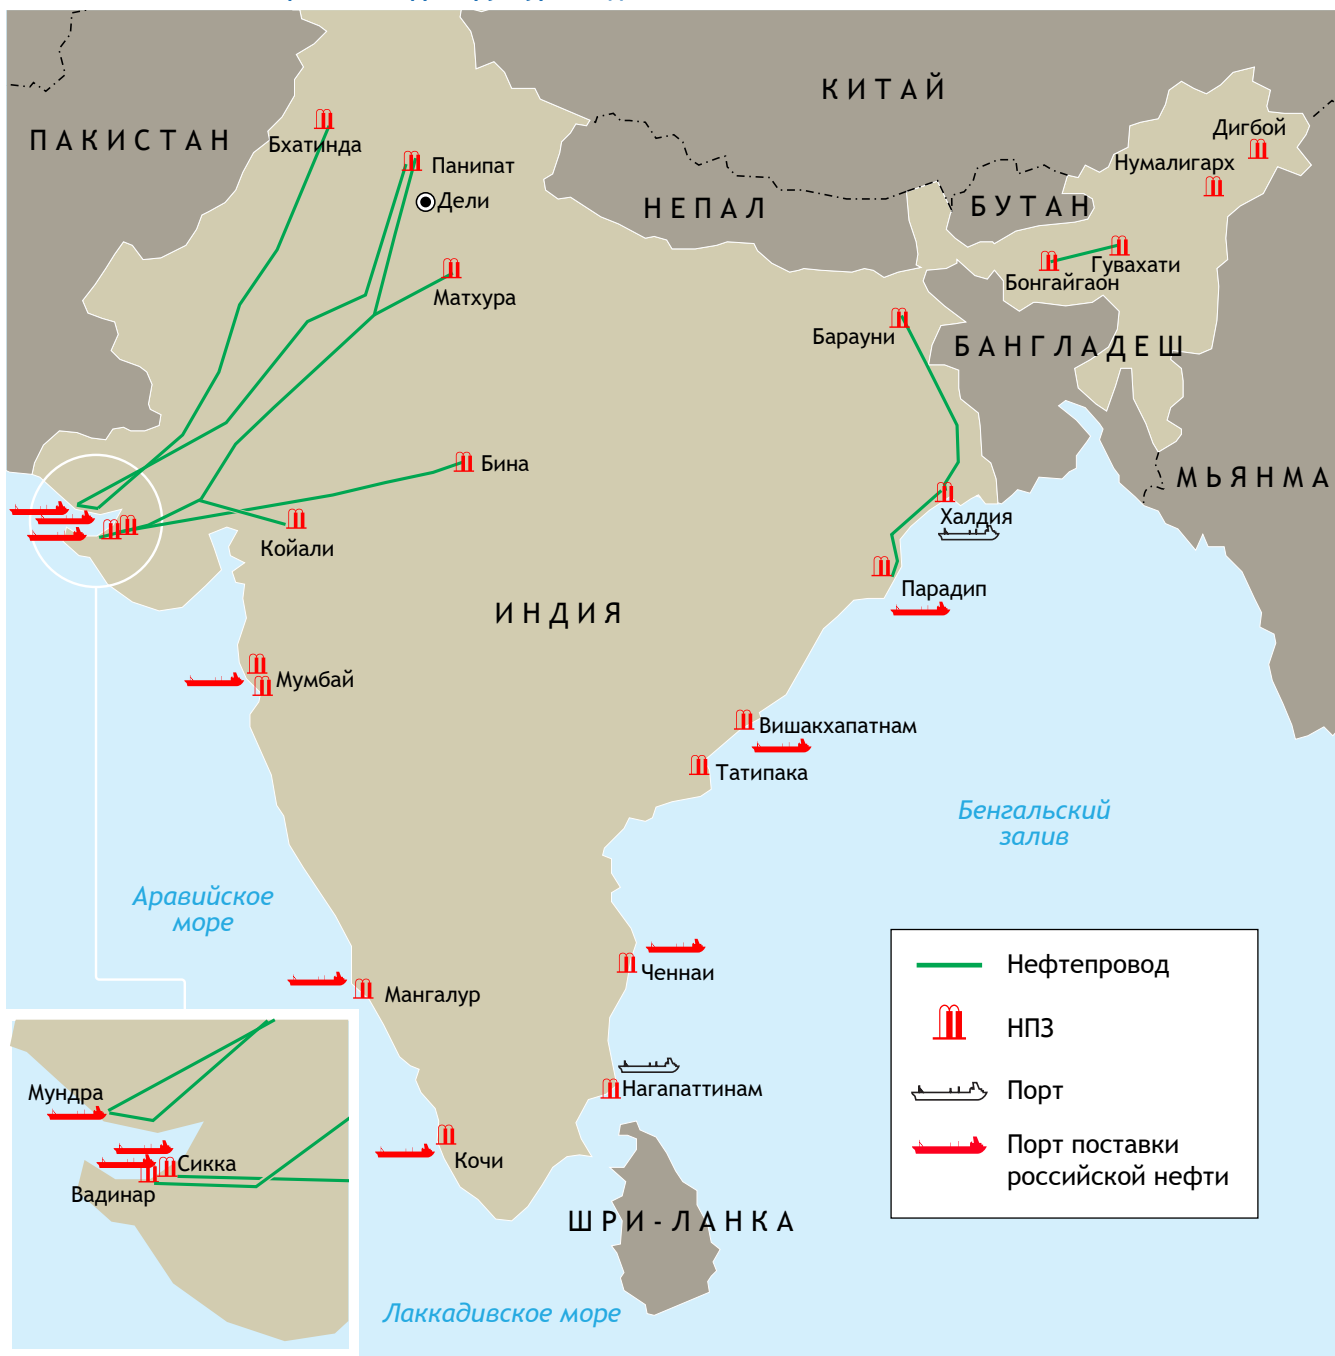 КИТАЙ
ПАКИСТАН
Бхатинда
Дигбой
Нумалигарх
Панипат
Дели
НЕПАЛ
БУТАН
Гувахати
Бонгайгаон
Матхура
Барауни
БАНГЛАДЕШ
Бина
МЬЯНМА
Халдия
Койали
Парадип
ИНДИЯ
Мумбай
Вишакхапатнам
Татипака
Бенгальский
залив
Аравийское
море
Ченнаи
Мангалур
Нагапаттинам
Кочи
ШРИ-ЛАНКА
Лаккадивское море
Мундра
Сикка
Вадинар
Нефтепровод
НПЗ
Порт
Порт поставки
российской нефти